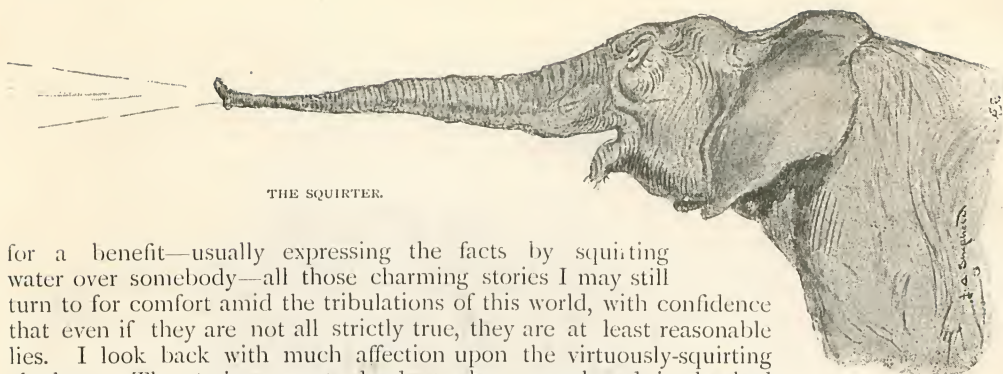 THE SQUIRTER.
for a benefit—usually expressing the facts by squirting
water over somebody—all those charming stories I may still
turn to for comfort amid the tribulations of this world, with confidence
that even if they are not all strictly true, they are at least reasonable
lies. I look back with much affection upon the virtuously-squirting